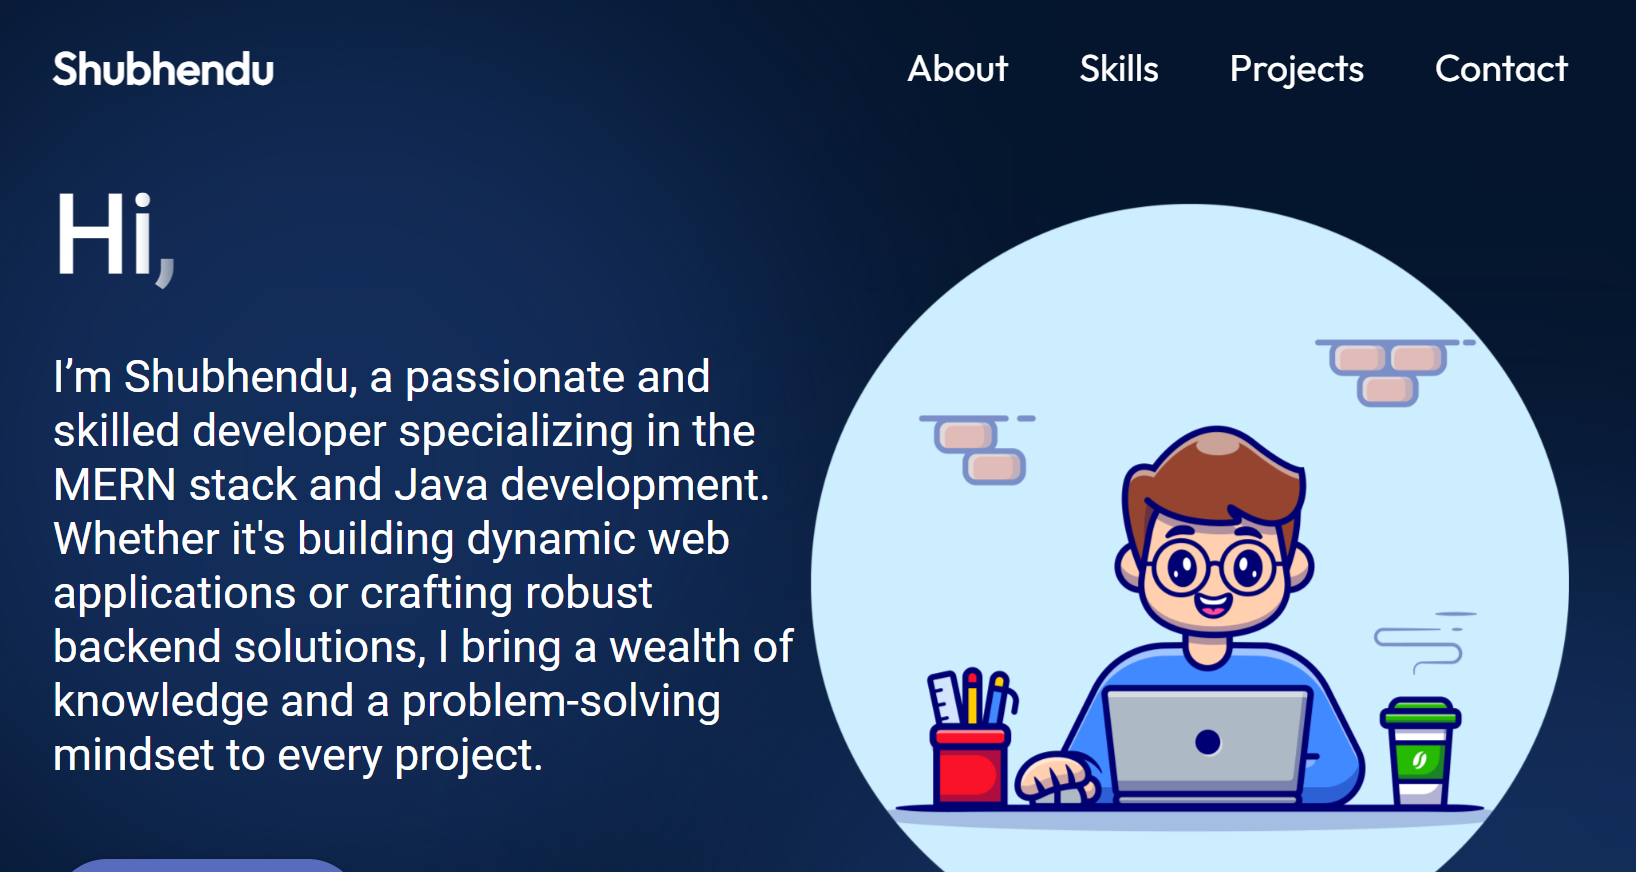 Shubhendu
About Skills Projects Contact
Hi,
I’m Shubhendu, a passionate and
skilled developer specializing in the
MERN stack and Java development.
Whether it's building dynamic web
applications or crafting robust
backend solutions, I bring a wealth of
knowledge and a problem-solving
mindset to every project.